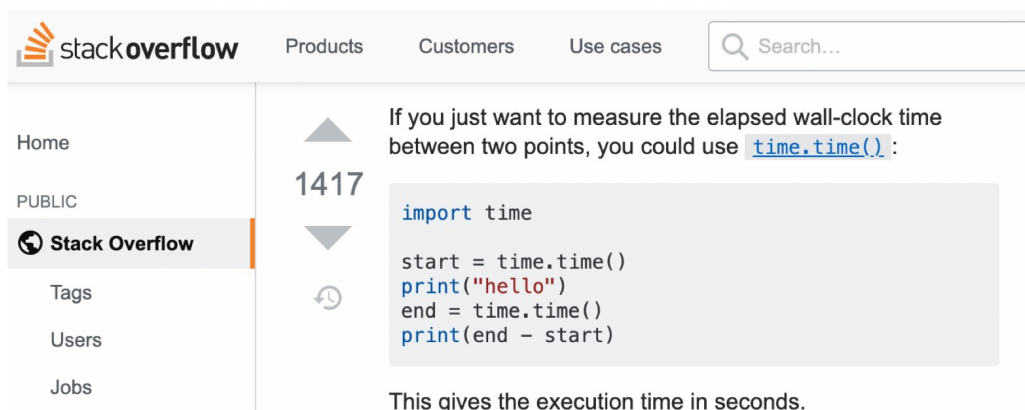 stackoverflow Products Customers Use cases Search...
Home
PUBLIC
Stack Overflow
Tags
Users
Jobs
1417
If you just want to measure the elapsed wall-clock time
between two points, you could use time.time() :
import time
start = time.time()
print("hello")
end = time.time()
print(end - start)
This gives the execution time in seconds.